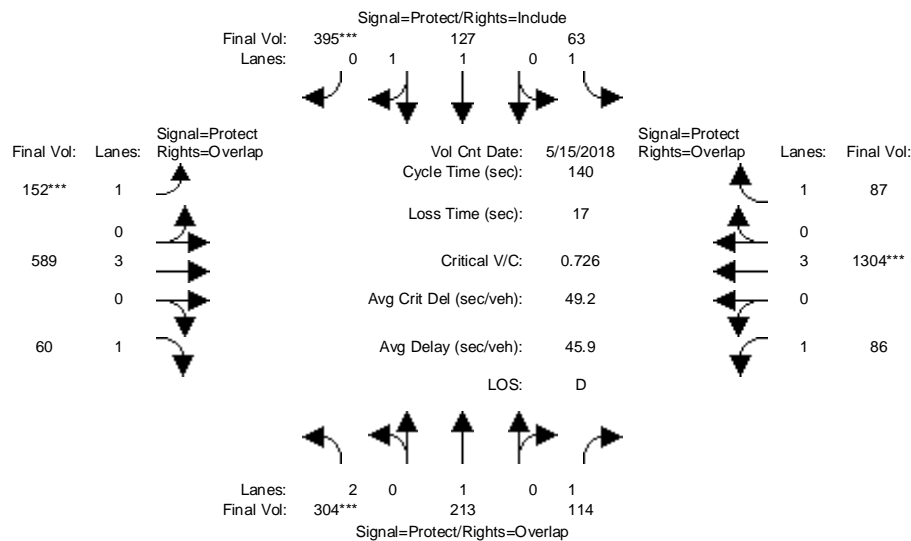 Signal=Protect/Rights=Include
Final Vol: 395*** 127 63
Lanes: 0 1 1 0 1
Signal=Protect
Final Vol: Lanes: Rights=Overlap
Vol Cnt Date: 5/15/2018
Signal=Protect
Rights=Overlap Lanes: Final Vol:
Cycle Time (sec): 140
152*** 1
1 87
Loss Time (sec): 17
0
0
589 3
Critical V/C: 0.726
3 1304***
0
Avg Crit Del (sec/veh): 49.2
0
60 1
Avg Delay (sec/veh): 45.9
1 86
LOS: D
Lanes: 2 0 1 0 1
Final Vol: 304*** 213 114
Signal=Protect/Rights=Overlap